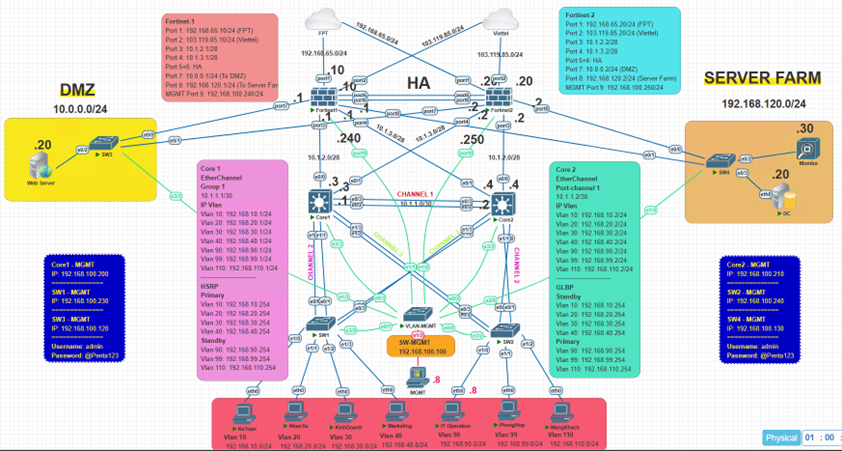 Fortinet-1
Port 1: 192.168.65.10/24 (FPT)
Port 2: 103.119.85.10/24 (Viettel)
Port 3: 10.1.2.1/28
Port 4: 10.1.3.1/28
Port 5+6: HA
Port 7: 10.0.0.1/24 (To DMZ)
Port 8: 192.168.120.1/24 (To Server Far
MGMT Port 9: 192.168.100.240/24
FPT
Viettel
192.168.65.0/24
103.119.85.0/24
192.168.65.0/24
103.119.85.0/24
Fortinet-2
Port 1: 192.168.65.20/24 (FPT)
Port 2: 103.119.85.20/24 (Viettel)
Port 3: 10.1.2.2/28
Port 4: 10.1.3.2/28
Port 5+6: HA
Port 7: 10.0.0.2/24 (DMZ)
Port 8: 192.168.120.2/24 (Server Farm)
MGMT Port 9: 192.168.100.250/24
HA
.10
.10
.20
.20
Fortigate1
Fortinet2
.240
.250
10.1.3.0/28
10.1.3.0/28
10.1.2.0/28
10.1.2.0/28
DMZ
10.0.0.0/24
.20
Web Server
SW3
SERVER FARM
192.168.120.0/24
.30
Monitor
SW4
.20
DC
Core 1
EtherChannel
Group 1
10.1.1.1/30
IP Vlan
Vlan 10: 192.168.10.1/24
Vlan 20: 192.168.20.1/24
Vlan 30: 192.168.30.1/24
Vlan 40: 192.168.40.1/24
Vlan 90: 192.168.90.1/24
Vlan 99: 192.168.99.1/24
Vlan 110: 192.168.110.1/24
HSRP
Primary
Vlan 10: 192.168.10.254
Vlan 20: 192.168.20.254
Vlan 30: 192.168.30.254
Vlan 40: 192.168.40.254
Standby
Vlan 90: 192.168.90.254
Vlan 99: 192.168.99.254
Vlan 110: 192.168.110.254
Core1
CHANNEL 1
10.1.1.0/30
Core2
CHANNEL 2
CHANNEL 3
CHANNEL 2
Core 2
EtherChannel
Port-channel 1
10.1.1.2/30
IP Vlan
Vlan 10: 192.168.10.2/24
Vlan 20: 192.168.20.2/24
Vlan 30: 192.168.30.2/24
Vlan 40: 192.168.40.2/24
Vlan 90: 192.168.90.2/24
Vlan 99: 192.168.99.2/24
Vlan 110: 192.168.110.2/24
GLBP
Standby
Vlan 10: 192.168.10.254
Vlan 20: 192.168.20.254
Vlan 30: 192.168.30.254
Vlan 40: 192.168.40.254
Primary
Vlan 90: 192.168.90.254
Vlan 99: 192.168.99.254
Vlan 110: 192.168.110.254
Core1 - MGMT
IP: 192.168.100.200
SW1 - MGMT
IP: 192.168.100.230
SW3 - MGMT
IP: 192.168.100.120
Username: admin
Password: @Penta123
Core2 - MGMT
IP: 192.168.100.210
SW2 - MGMT
IP: 192.168.100.240
SW4 - MGMT
IP: 192.168.100.130
Username: admin
Password: @Penta123
SW1
VLAN-MGMT
SW2
SW-MGMT
192.168.100.100
MGMT
.8
.8
KeToan
NhanSu
KinhDoanh
Marketing
IT Operation
PhongHop
MangKhach
Vlan 10
Vlan 20
Vlan 30
Vlan 40
Vlan 90
Vlan 99
Vlan 110
192.168.10.0/24
192.168.20.0/24
192.168.30.0/24
192.168.40.0/24
192.168.90.0/24
192.168.99.0/24
192.168.110.0/24
Physical
01 : 00 :